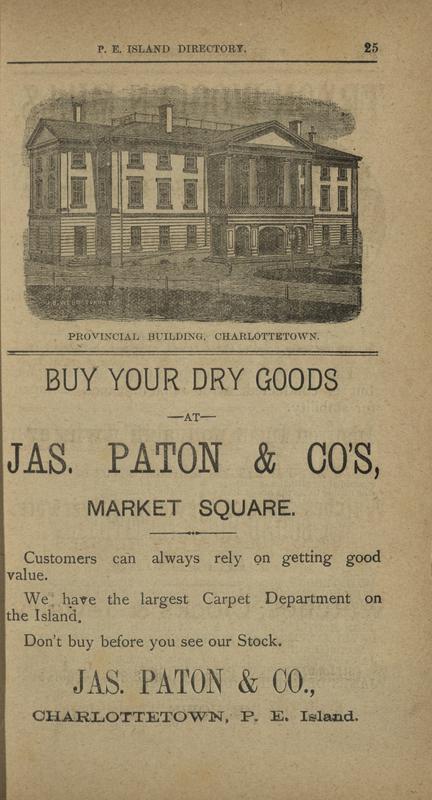 P. E. ISLAND DIRECTORY. 25
PROVINCIAL BUILDING, CHARLOTTETOWN.
BUY YOUR DRY GOODS
—AT—
JAS. PATON & CO'S,
MARKET SQUARE.
Customers can always rely on getting good
value.
We have the largest Carpet Department on
the Island.
Don't buy before you see our Stock.
JAS. PATON & CO.,
CHARLOTTETOWN, P. E. Island.